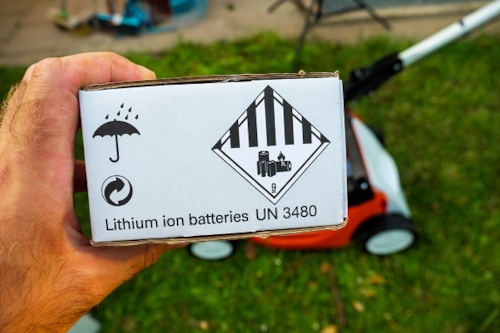 9
Lithium ion batteries UN 3480